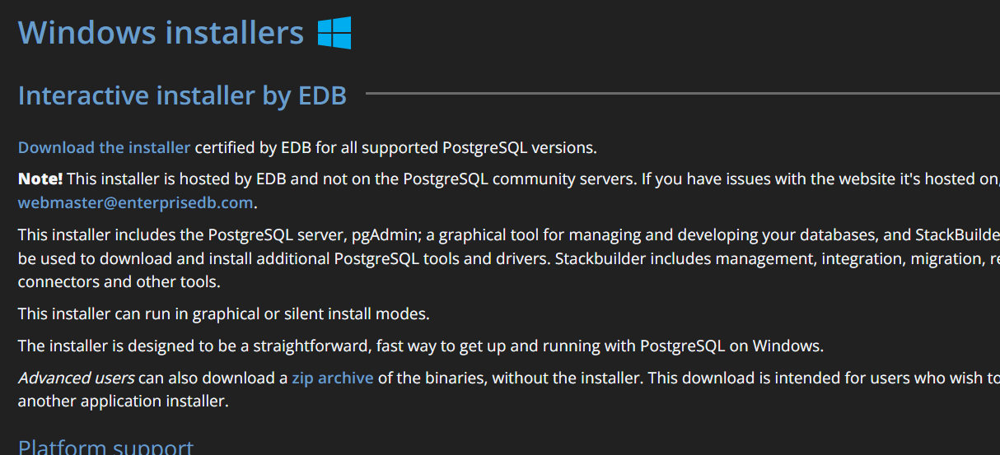 Windows installers
Interactive installer by EDB
Download the installer certified by EDB for all supported PostgreSQL versions.
Note! This installer is hosted by EDB and not on the PostgreSQL community servers. If you have issues with the website it's hosted on,
webmaster@enterprisedb.com.
This installer includes the PostgreSQL server, pgAdmin; a graphical tool for managing and developing your databases, and StackBuilde
be used to download and install additional PostgreSQL tools and drivers. Stackbuilder includes management, integration, migration, re
connectors and other tools.
This installer can run in graphical or silent install modes.
The installer is designed to be a straightforward, fast way to get up and running with PostgreSQL on Windows.
Advanced users can also download a zip archive of the binaries, without the installer. This download is intended for users who wish to
another application installer.
Platform support